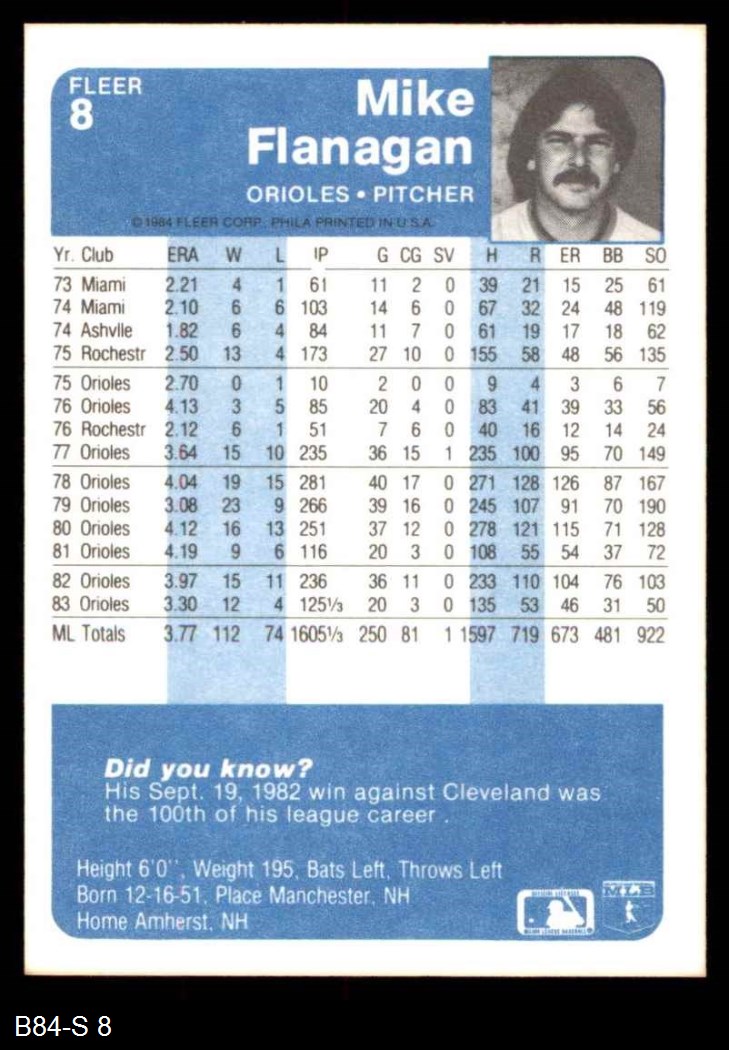 FLEER
8
Mike
Flanagan
ORIOLES • PITCHER
© 1984 FLEER CORP. PHILA PRINTED IN U.S.A.
Yr. Club ERA W L IP G CG SV H R ER BB SO
73 Miami 2.21 4 1 61 11 2 0 39 21 15 25 61
74 Miami 2.10 6 6 103 14 6 0 67 32 24 48 119
74 Ashvlle 1.82 6 4 84 11 7 0 61 19 17 18 62
75 Rochestr 2.50 13 4 173 27 10 0 155 58 48 56 135
75 Orioles 2.70 0 1 10 2 0 0 9 4 3 6 7
76 Orioles 4.13 3 5 85 20 4 0 83 41 39 33 56
76 Rochestr 2.12 6 1 51 7 6 0 40 16 12 14 24
77 Orioles 3.64 15 10 235 36 15 1 235 100 95 70 149
78 Orioles 4.04 19 15 281 40 17 0 271 128 126 87 167
79 Orioles 3.08 23 9 266 39 16 0 245 107 91 70 190
80 Orioles 4.12 16 13 251 37 12 0 278 121 115 71 128
81 Orioles 4.19 9 6 116 20 3 0 108 55 54 37 72
82 Orioles 3.97 15 11 236 36 11 0 233 110 104 76 103
83 Orioles 3.30 12 4 125⅓ 20 3 0 135 53 46 31 50
ML Totals 3.77 112 74 1605⅓ 250 81 1 1597 719 673 481 922
Did you know?
His Sept. 19, 1982 win against Cleveland was
the 100th of his league career .
Height 6'0'', Weight 195, Bats Left, Throws Left
Born 12-16-51, Place Manchester, NH
Home Amherst, NH
MLB
B84-S 8